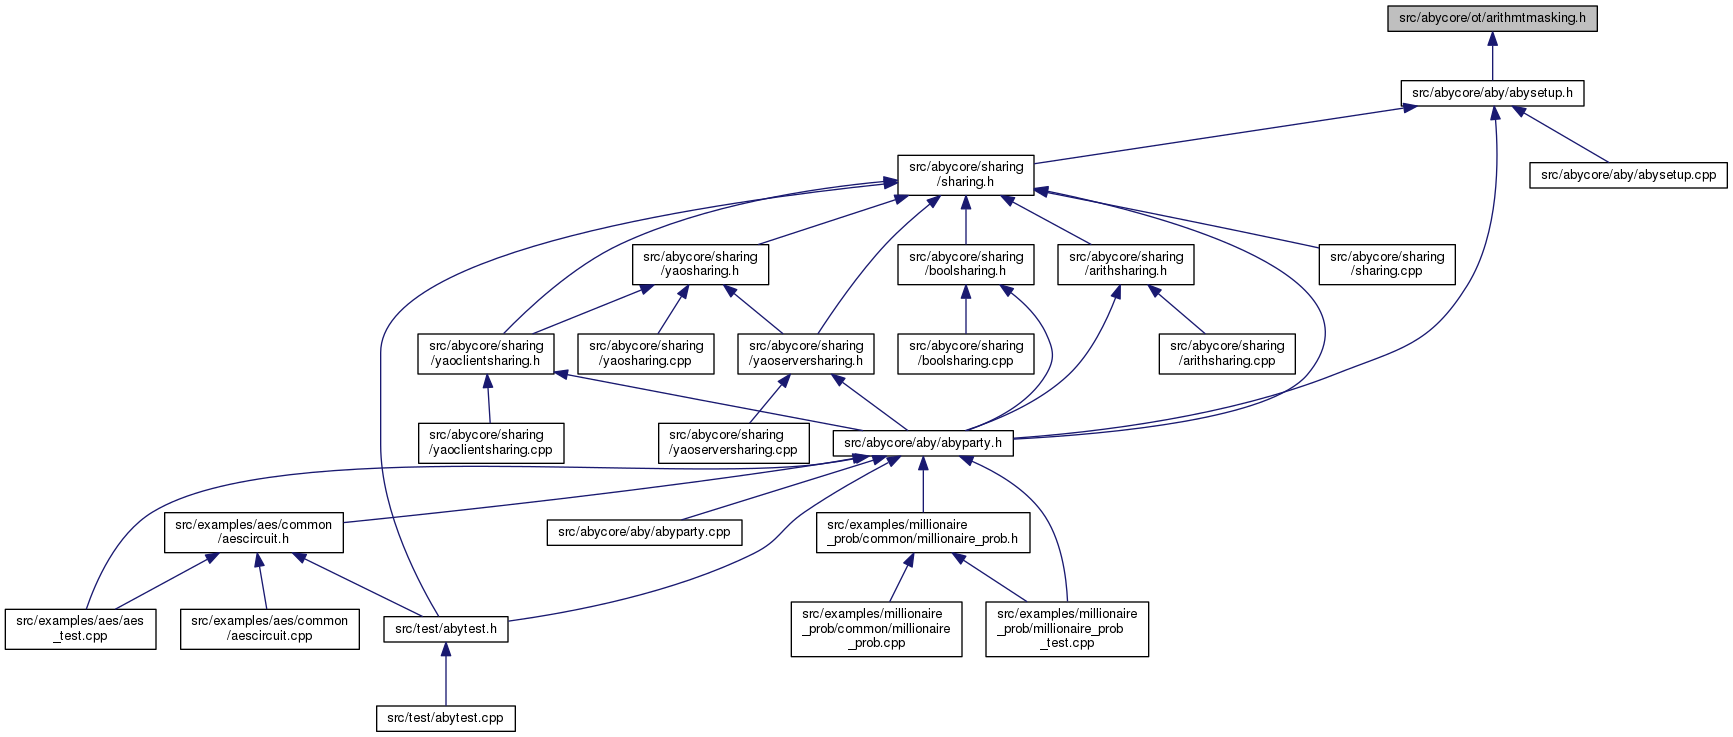 src/abycore/ot/arithmtmasking.h
src/abycore/aby/abysetup.h
src/abycore/sharing
/sharing.h
src/abycore/aby/abysetup.cpp
src/abycore/sharing
/yaosharing.h
src/abycore/sharing
/boolsharing.h
src/abycore/sharing
/arithsharing.h
src/abycore/sharing
/sharing.cpp
src/abycore/sharing
/yaoclientsharing.h
src/abycore/sharing
/yaosharing.cpp
src/abycore/sharing
/yaoserversharing.h
src/abycore/sharing
/boolsharing.cpp
src/abycore/sharing
/arithsharing.cpp
src/abycore/sharing
/yaoclientsharing.cpp
src/abycore/sharing
/yaoserversharing.cpp
src/abycore/aby/abyparty.h
src/examples/aes/common
/aescircuit.h
src/abycore/aby/abyparty.cpp
src/examples/millionaire
_prob/common/millionaire_prob.h
src/examples/aes/aes
_test.cpp
src/examples/aes/common
/aescircuit.cpp
src/test/abytest.h
src/examples/millionaire
_prob/common/millionaire
_prob.cpp
src/examples/millionaire
_prob/millionaire_prob
_test.cpp
src/test/abytest.cpp